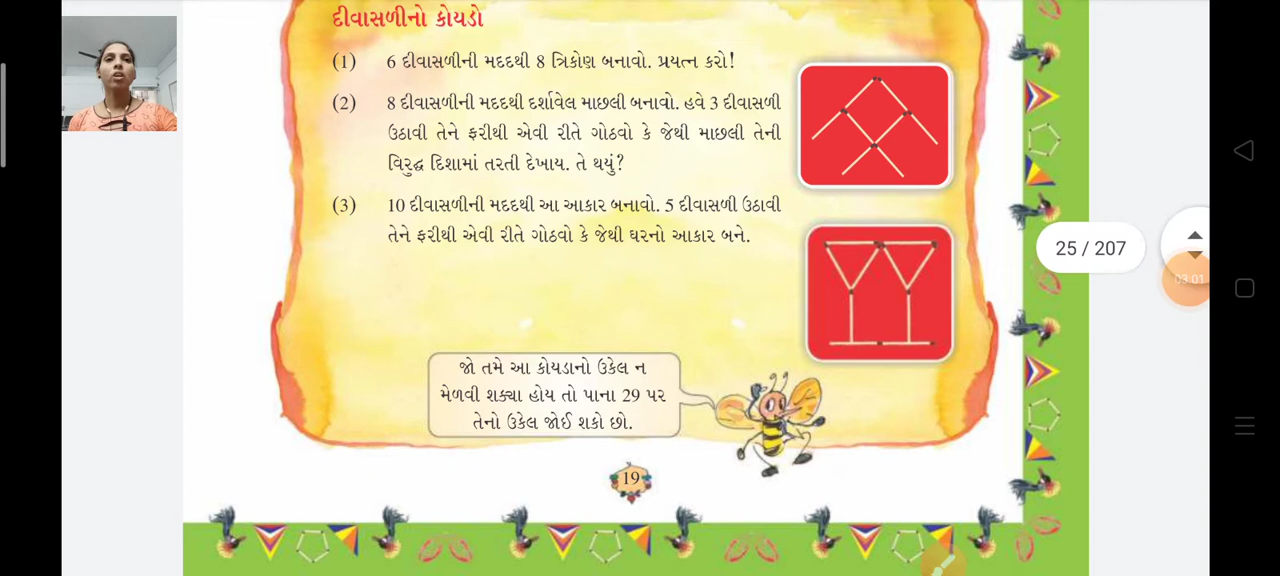 દીવાસળીનો કોયડો
(1) 6 દીવાસળીની મદદથી 8 ત્રિકોણ બનાવો. પ્રયત્ન કરો!
(2) 8 દીવાસળીની મદદથી દર્શાવેલ માછલી બનાવો. હવે 3 દીવાસળી
ઉઠાવી તેને ફરીથી એવી રીતે ગોઠવો કે જેથી માછલી તેની
વિરુદ્ધ દિશામાં તરતી દેખાય. તે થયું?
(3) 10 દીવાસળીની મદદથી આ આકાર બનાવો. 5 દીવાસળી ઉઠાવી
તેને ફરીથી એવી રીતે ગોઠવો કે જેથી ઘરનો આકાર બને.
25 / 207
03:01
જો તમે આ કોયડાનો ઉકેલ ન
મેળવી શક્યા હોય તો પાના 29 પર
તેનો ઉકેલ જોઈ શકો છો.
19